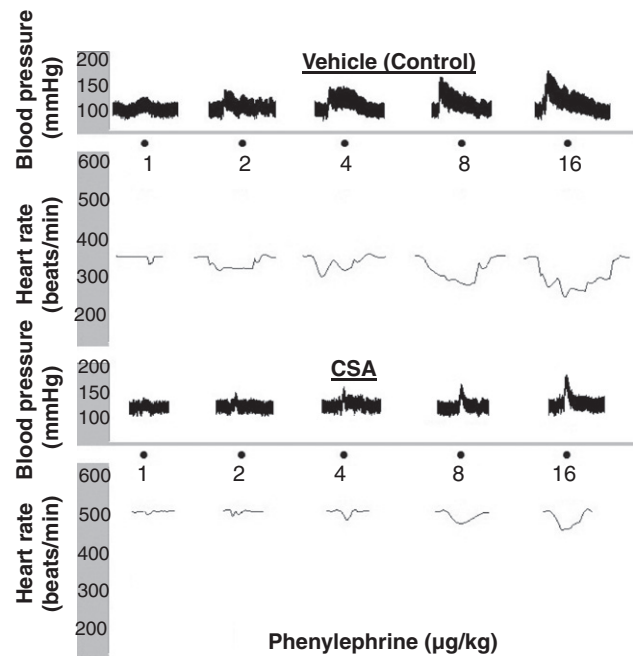 Vehicle (Control)
Blood pressure
(mmHg)
200
150
100
1 2 4 8 16
Heart rate
(beats/min)
600
500
400
300
200
CSA
Blood pressure
(mmHg)
200
150
100
1 2 4 8 16
Heart rate
(beats/min)
600
500
400
300
200
Phenylephrine (µg/kg)